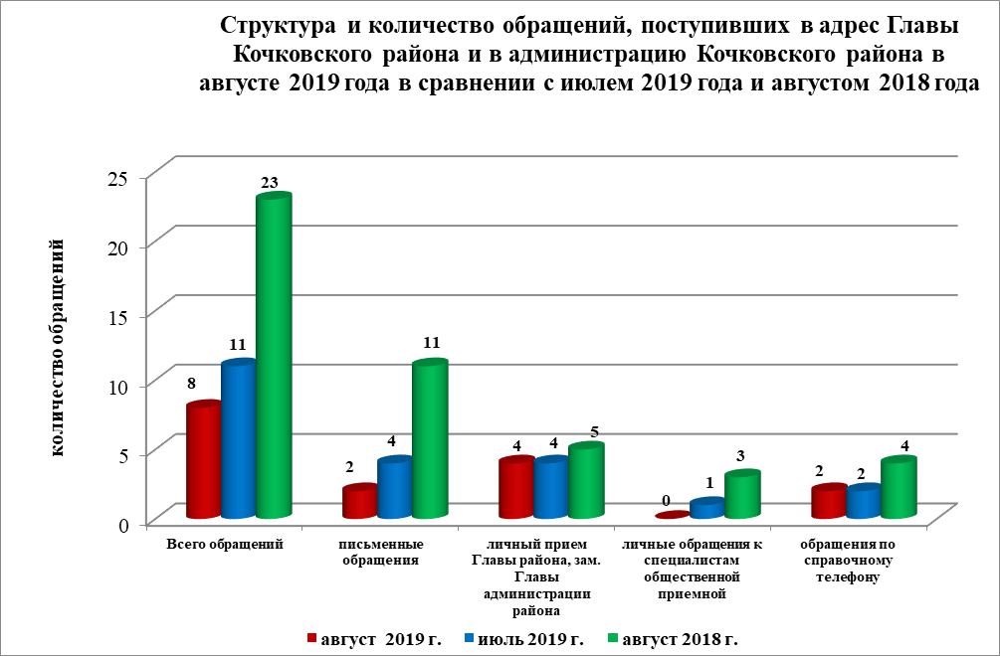 Структура и количество обращений, поступивших в адрес Главы
Кочковского района и в администрацию Кочковского района в
августе 2019 года в сравнении с июлем 2019 года и августом 2018 года
количество обращений
25
20
15
10
5
0
8
11
23
2
4
11
4
4
5
0
1
3
2
2
4
Всего обращений
письменные
обращения
личный прием
Главы района, зам.
Главы
администрации
района
личные обращения к
специалистам
общественной
приемной
обращения по
справочному
телефону
август 2019 г.
июль 2019 г.
август 2018 г.